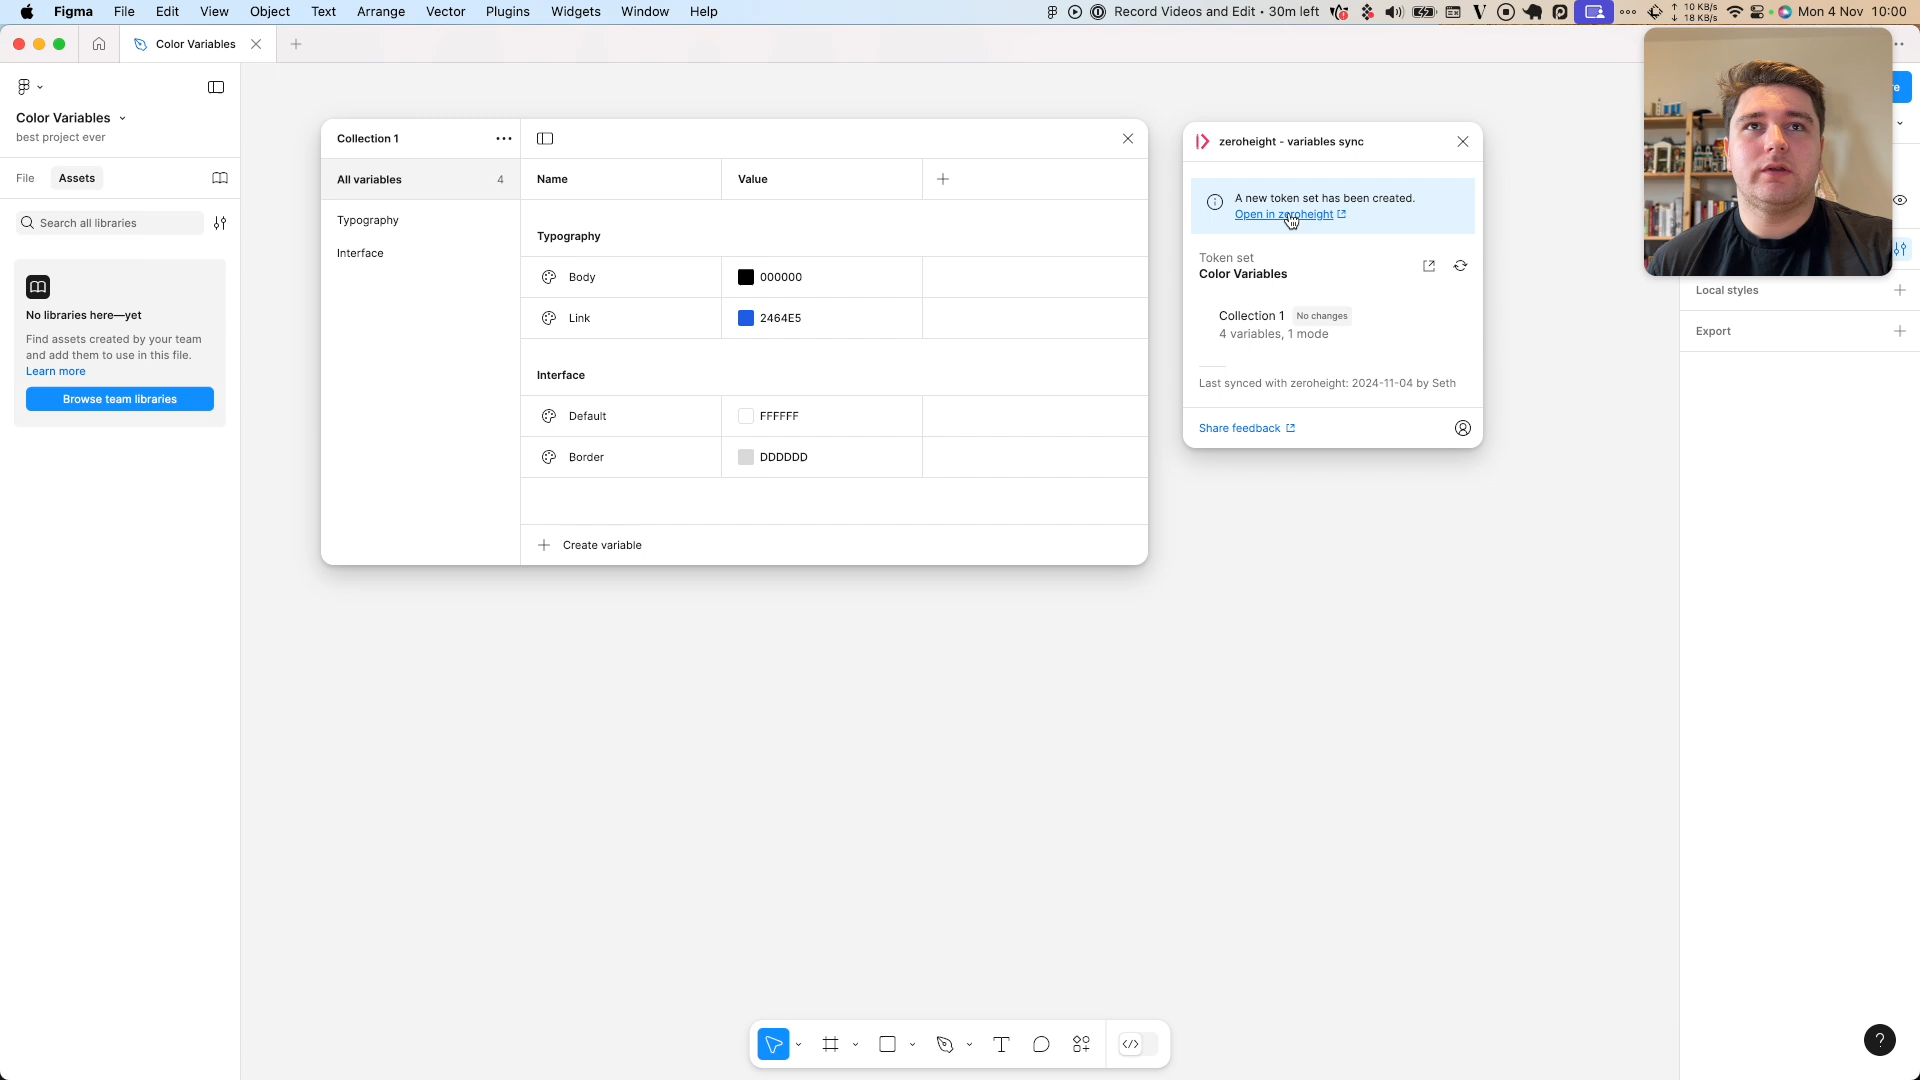 Figma File Edit View Object Text Arrange Vector Plugins Widgets Window Help
Record Videos and Edit • 30m left
10 KB/s
18 KB/s
Mon 4 Nov 10:00
Color Variables
Color Variables
best project ever
File Assets
Search all libraries
No libraries here—yet
Find assets created by your team
and add them to use in this file.
Learn more
Browse team libraries
Collection 1
All variables 4
Typography
Interface
Name Value
Typography
Body 000000
Link 2464E5
Interface
Default FFFFFF
Border DDDDDD
Create variable
zeroheight - variables sync
A new token set has been created.
Open in zeroheight
Token set
Color Variables
Collection 1 No changes
4 variables, 1 mode
Last synced with zeroheight: 2024-11-04 by Seth
Share feedback
Local styles
Export
?